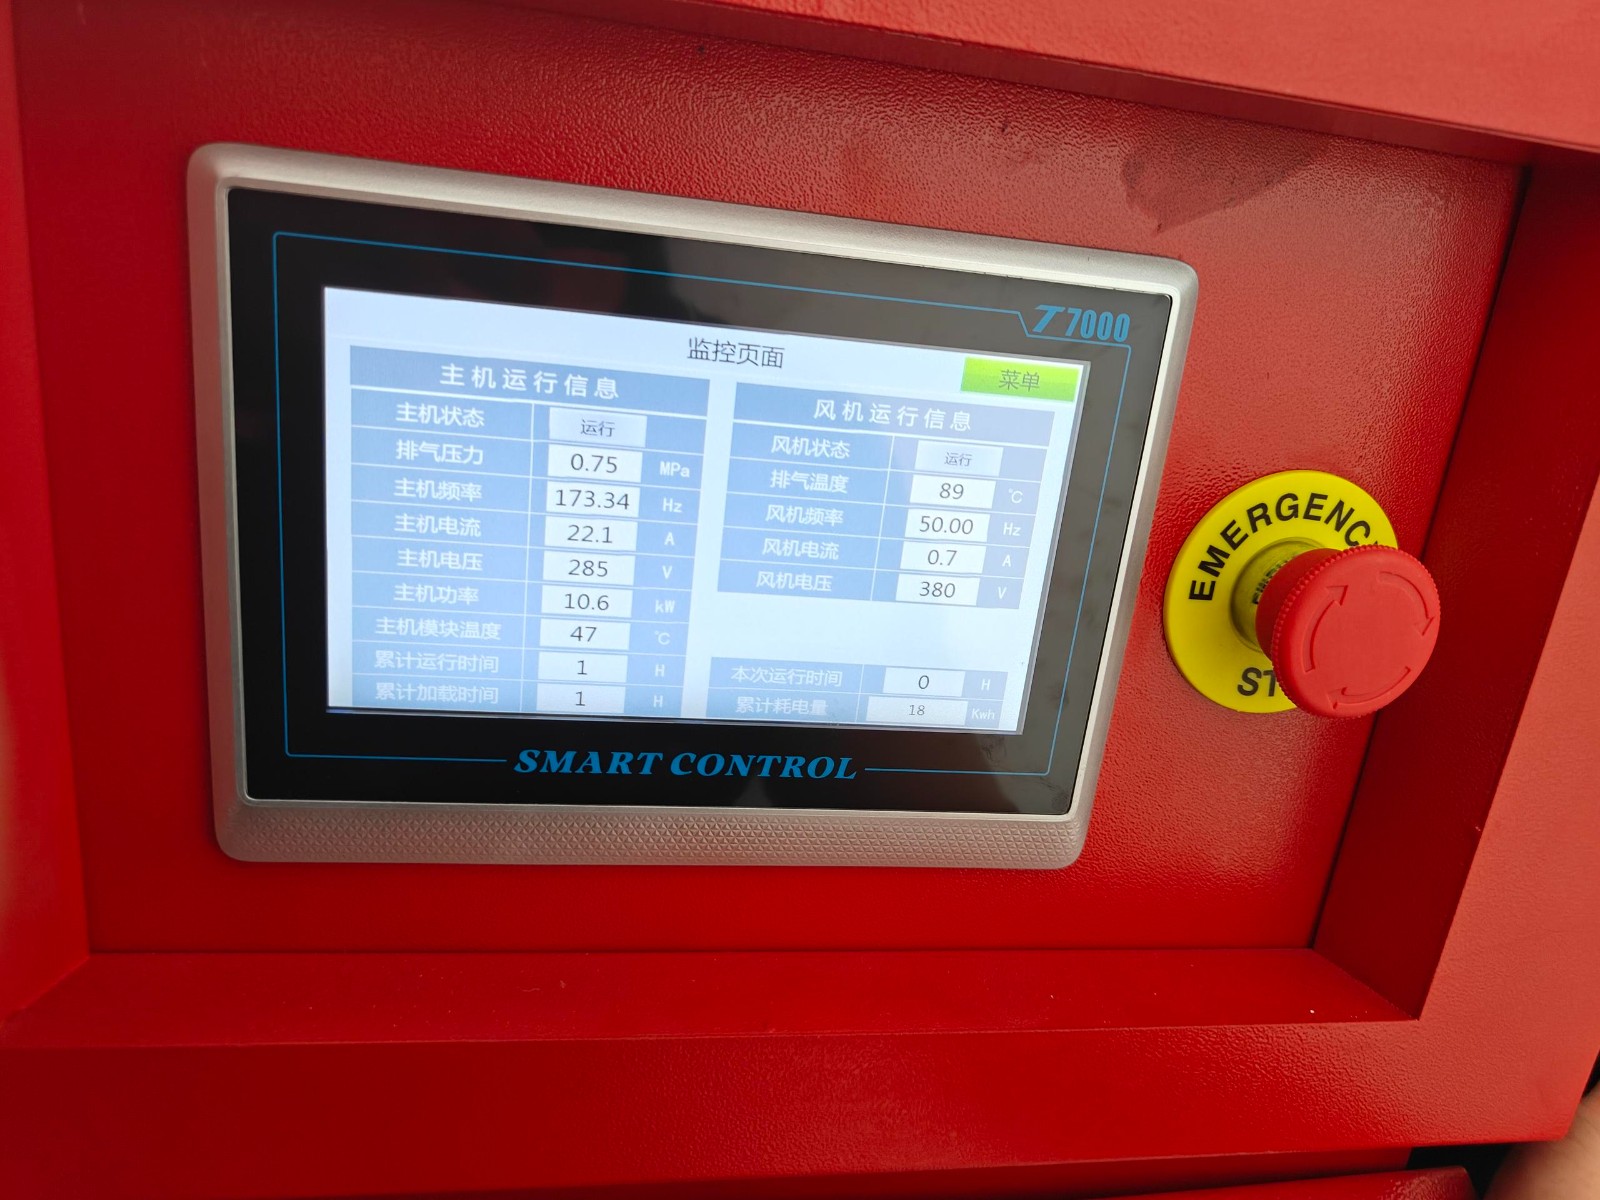 T7000
监控页面
菜单
主机运行信息
主机状态 运行
排气压力 0.75 MPa
主机频率 173.34 Hz
主机电流 22.1 A
主机电压 285 V
主机功率 10.6 kW
主机模块温度 47 ℃
累计运行时间 1 H
累计加载时间 1 H
风机运行信息
风机状态 运行
排气温度 89 ℃
风机频率 50.00 Hz
风机电流 0.7 A
风机电压 380 V
本次运行时间 0 H
累计耗电量 18 Kwh
SMART CONTROL
EMERGENCY
ST